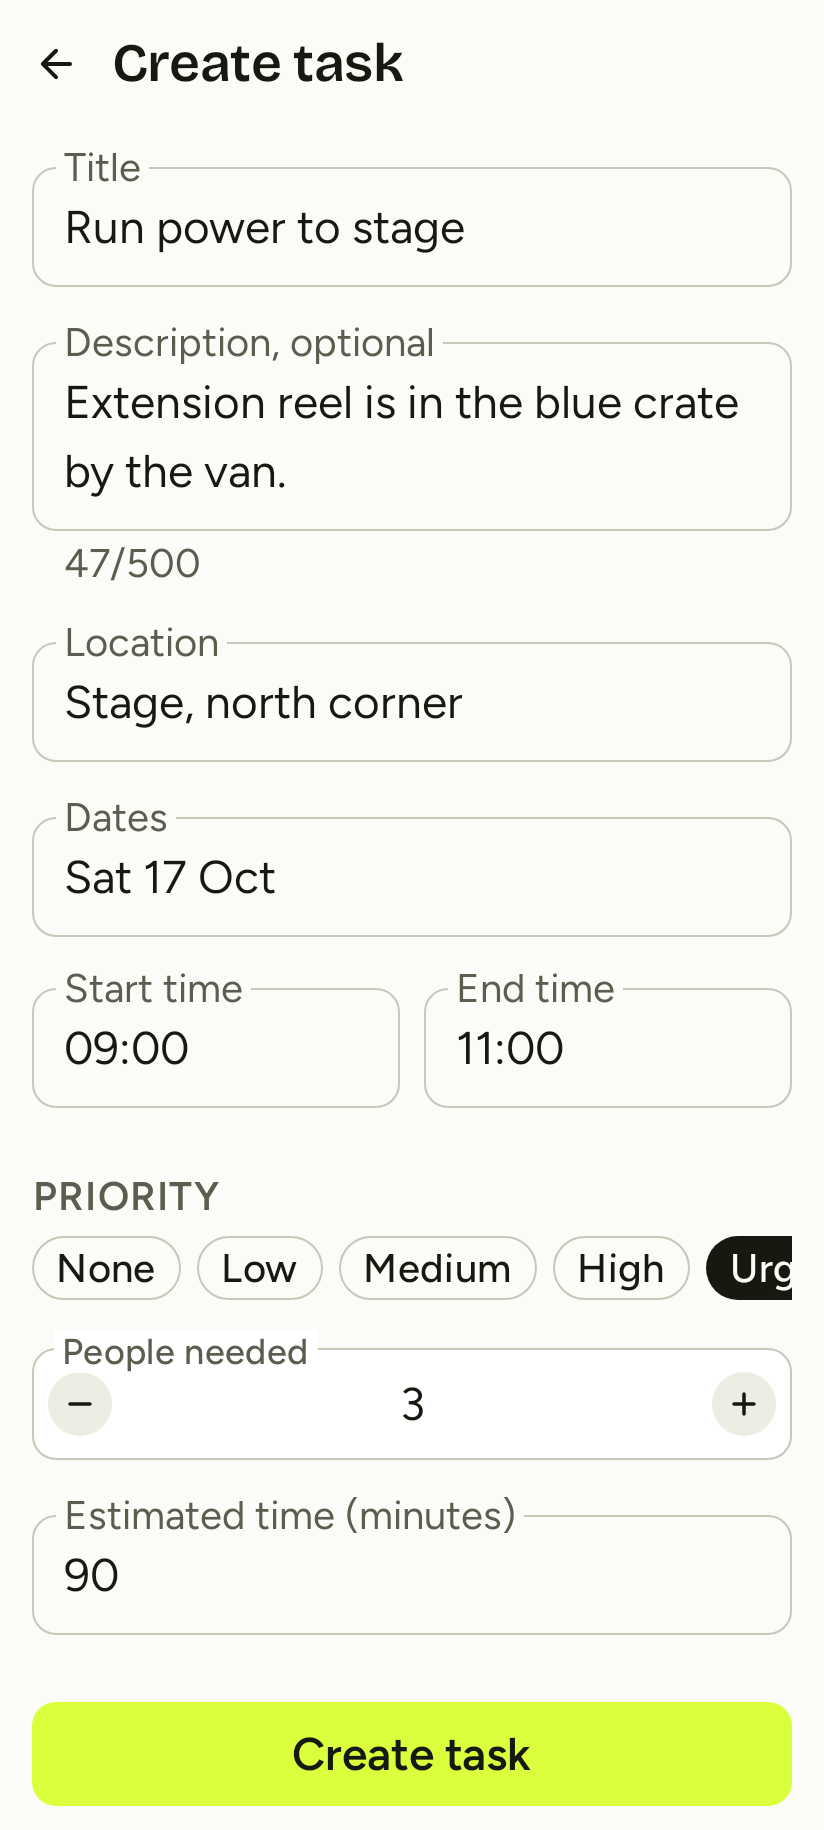 Create task
Title
Run power to stage
Description, optional
Extension reel is in the blue crate
by the van.
47/500
Location
Stage, north corner
Dates
Sat 17 Oct
Start time
End time
09:00
11:00
PRIORITY
None
Low
Medium
High
Urg
People needed
3
Estimated time (minutes)
90
Create task